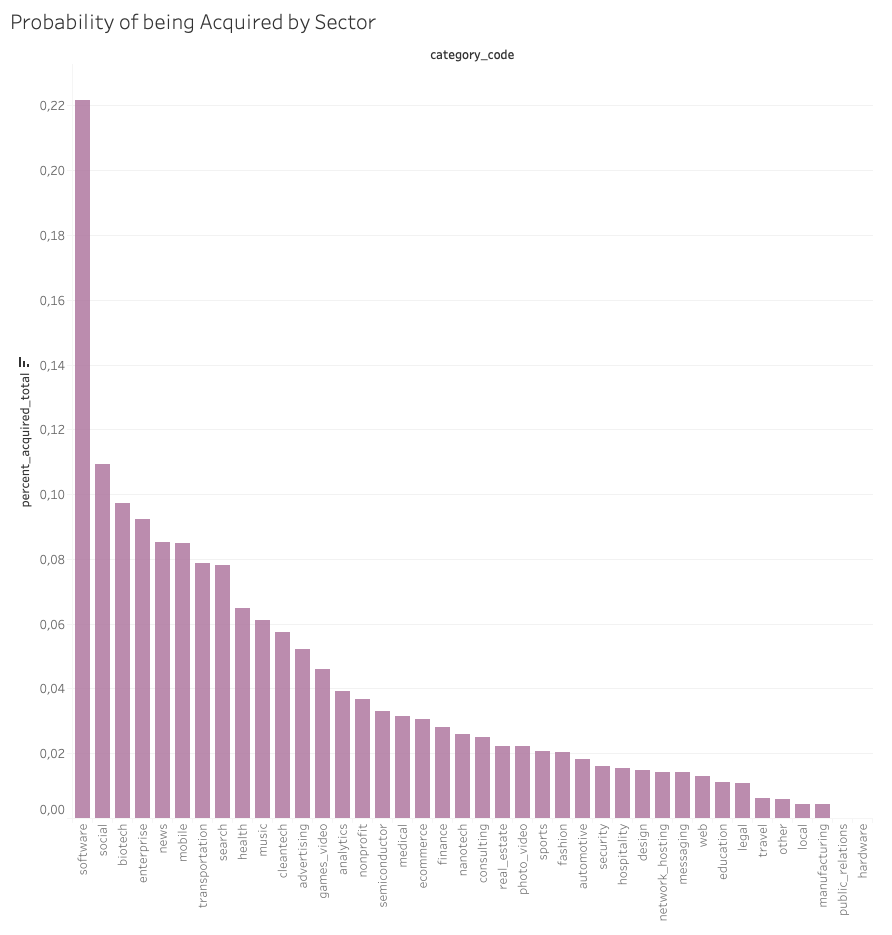 Probability of being Acquired by Sector
category_code
percent_acquired_total
0,22
0,20
0,18
0,16
0,14
0,12
0,10
0,08
0,06
0,04
0,02
0,00
software
social
biotech
enterprise
news
mobile
transportation
search
health
music
cleantech
advertising
games_video
analytics
nonprofit
semiconductor
medical
ecommerce
finance
nanotech
consulting
real_estate
photo_video
sports
fashion
automotive
security
hospitality
design
network_hosting
messaging
web
education
legal
travel
other
local
manufacturing
public_relations
hardware